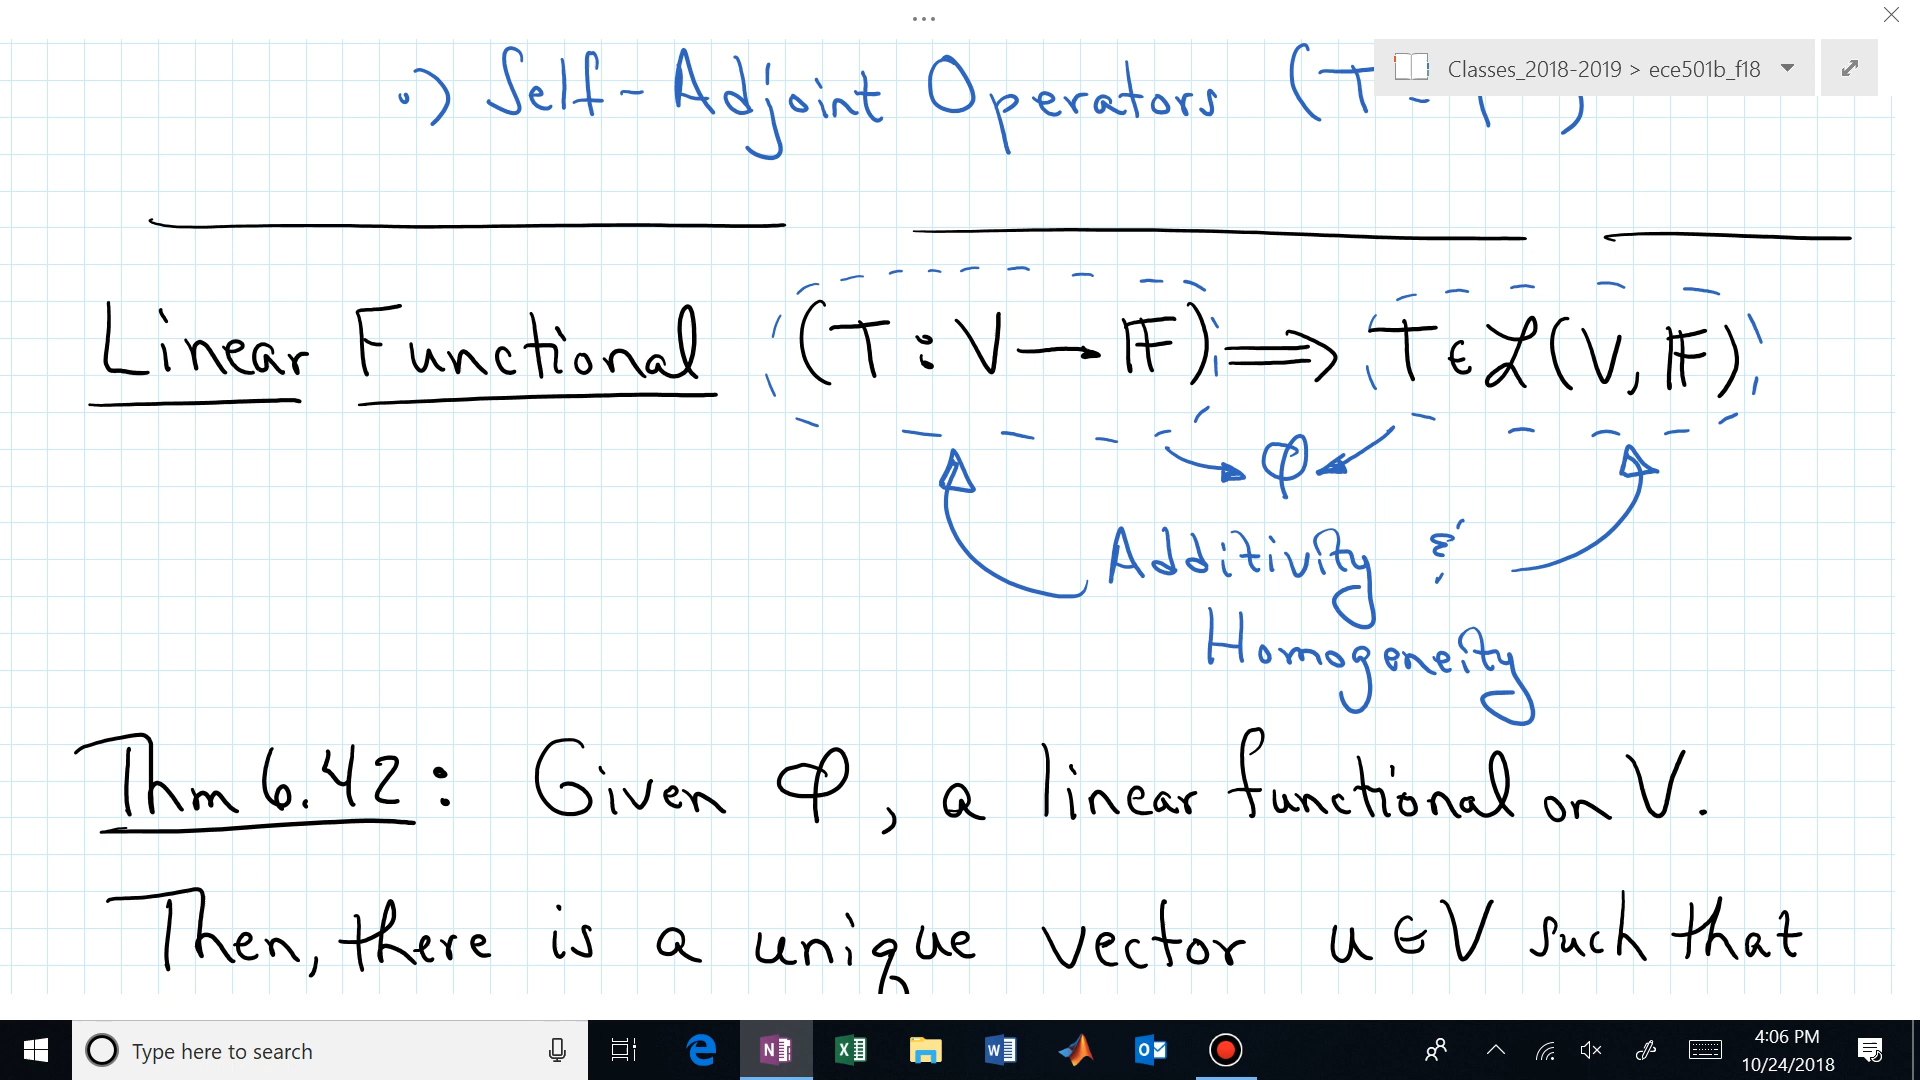 Classes_2018-2019 > ece501b_f18
•) Self-Adjoint Operators (T =
Linear Functional (T : V → 𝔽) ⟹ T ∈ ℒ(V, 𝔽)
φ
Additivity &
Homogeneity
Thm 6.42: Given φ, a linear functional on V.
Then, there is a unique vector u ∈ V such that
Type here to search
4:06 PM
10/24/2018